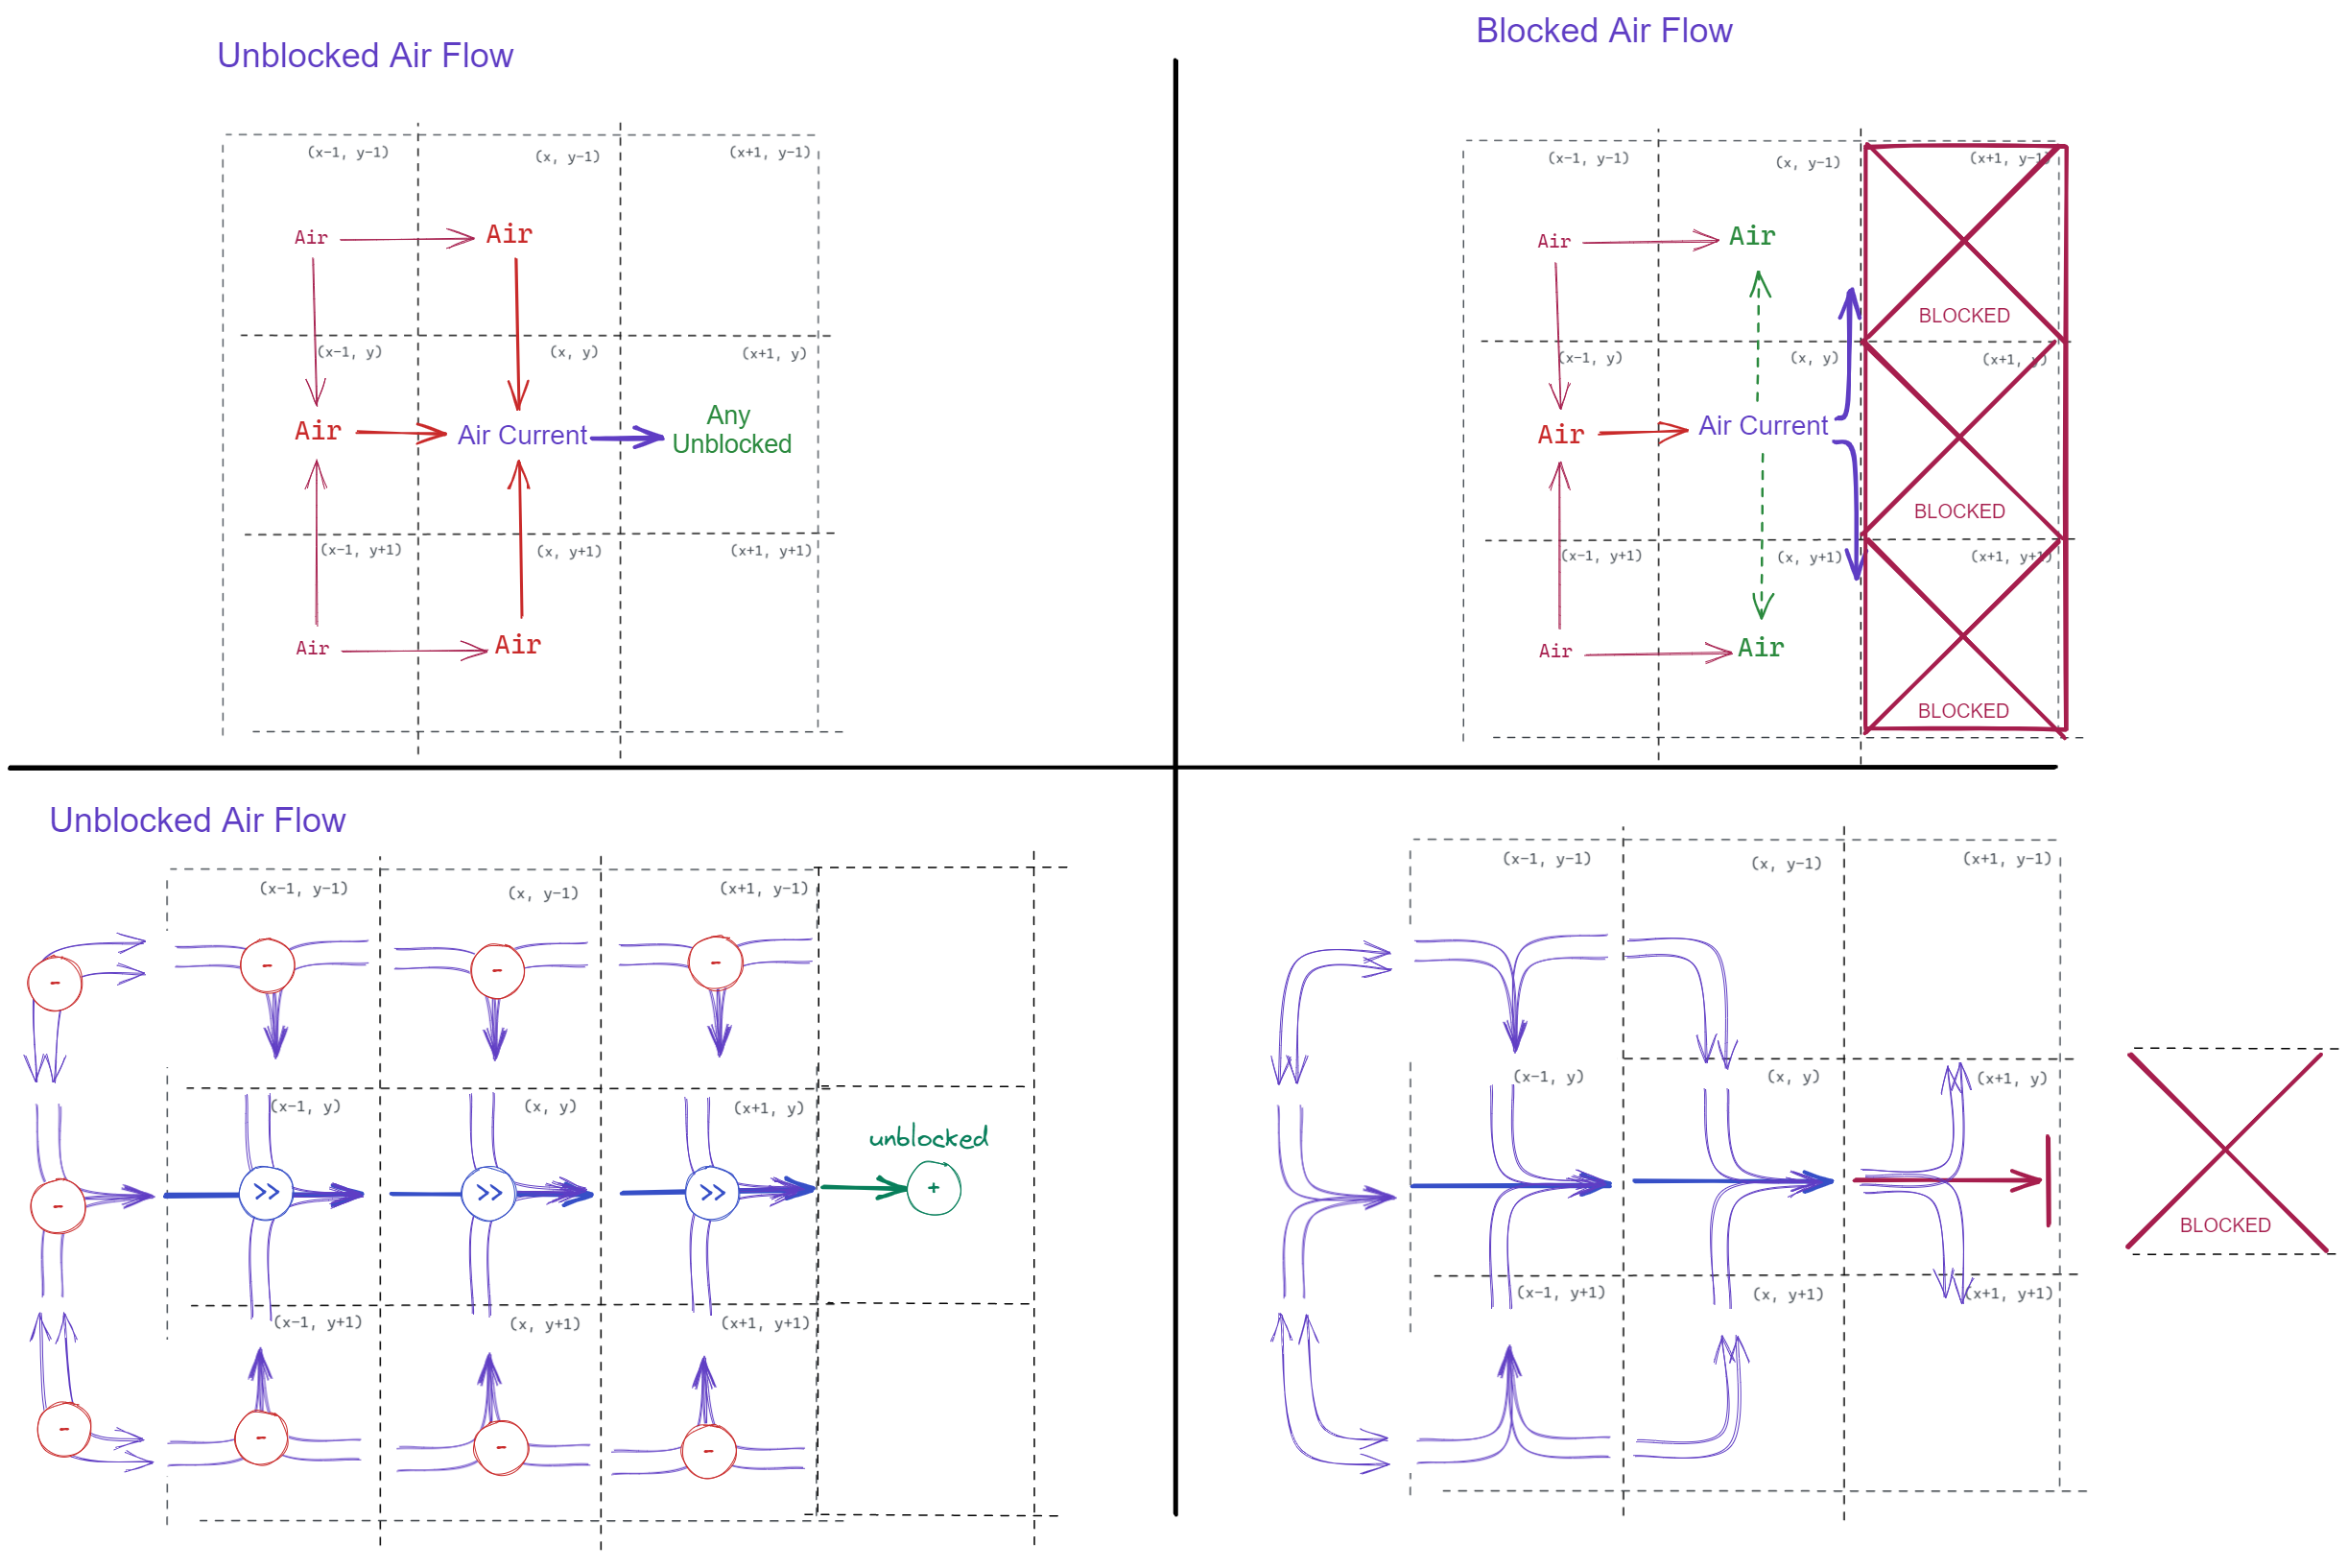 Unblocked Air Flow
(x-1, y-1)
(x, y-1)
(x+1, y-1)
Air
Air
(x-1, y)
(x, y)
(x+1, y)
Air
Air Current
Any
Unblocked
(x-1, y+1)
(x, y+1)
(x+1, y+1)
Air
Air
Blocked Air Flow
(x-1, y-1)
(x, y-1)
(x+1, y-1)
Air
Air
BLOCKED
(x-1, y)
(x, y)
(x+1, y)
Air
Air Current
BLOCKED
(x-1, y+1)
(x, y+1)
(x+1, y+1)
Air
Air
BLOCKED
Unblocked Air Flow
(x-1, y-1)
(x, y-1)
(x+1, y-1)
-
-
-
-
(x-1, y)
(x, y)
(x+1, y)
unblocked
-
>>
>>
>>
+
(x-1, y+1)
(x, y+1)
(x+1, y+1)
-
-
-
-
(x-1, y-1)
(x, y-1)
(x+1, y-1)
(x-1, y)
(x, y)
(x+1, y)
BLOCKED
(x-1, y+1)
(x, y+1)
(x+1, y+1)